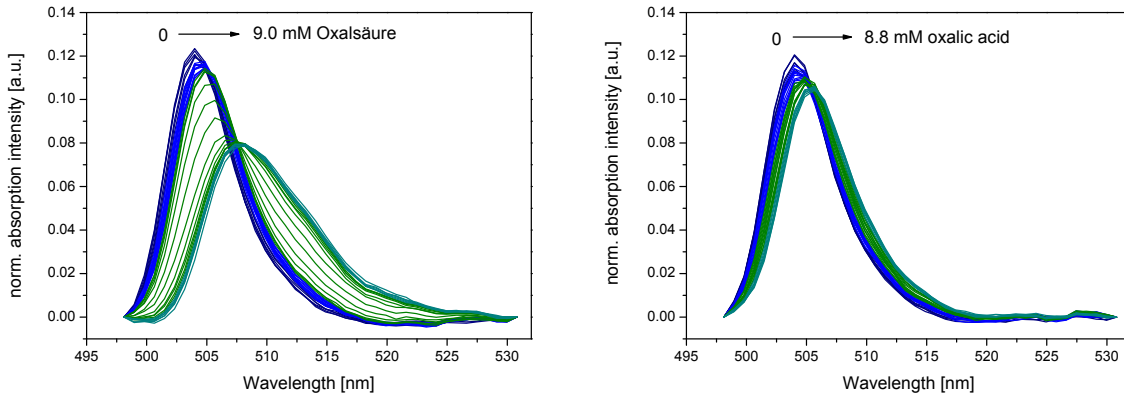 0.14
0.12
0.10
0.08
0.06
0.04
0.02
0.00
norm. absorption intensity [a.u.]
0 9.0 mM Oxalsäure
495 500 505 510 515 520 525 530
Wavelength [nm]
0.14
0.12
0.10
0.08
0.06
0.04
0.02
0.00
norm. absorption intensity [a.u.]
0 8.8 mM oxalic acid
495 500 505 510 515 520 525 530
Wavelength [nm]